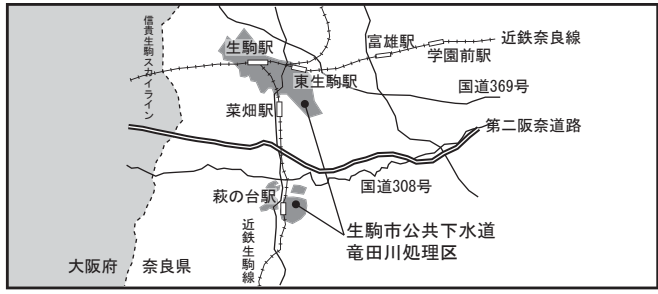 信貴生駒スカイライン
生駒駅
富雄駅
近鉄奈良線
学園前駅
東生駒駅
国道369号
菜畑駅
第二阪奈道路
国道308号
萩の台駅
生駒市公共下水道
竜田川処理区
近鉄生駒線
大阪府
奈良県